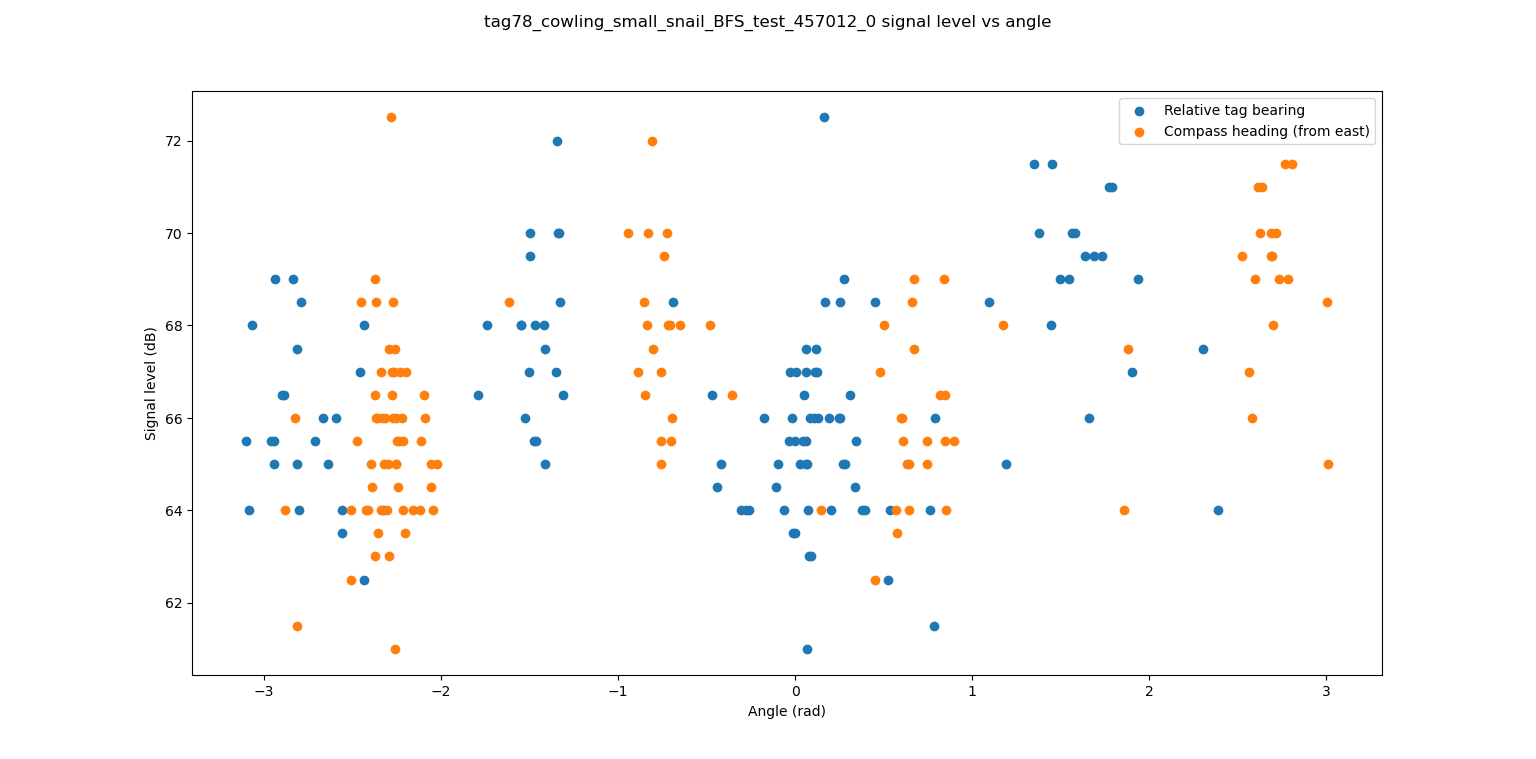 tag78_cowling_small_snail_BFS_test_457012_0 signal level vs angle
Relative tag bearing
Compass heading (from east)
Signal level (dB)
72
70
68
66
64
62
−3 −2 −1 0 1 2 3
Angle (rad)